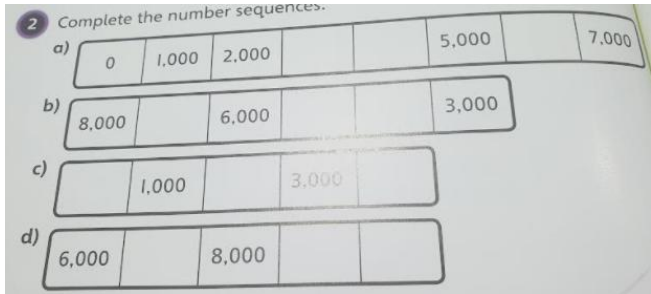 2 Complete the number sequences.
a) 0 1,000 2,000 5,000 7,000
b) 8,000 6,000 3,000
c) 1,000 3,000
d) 6,000 8,000